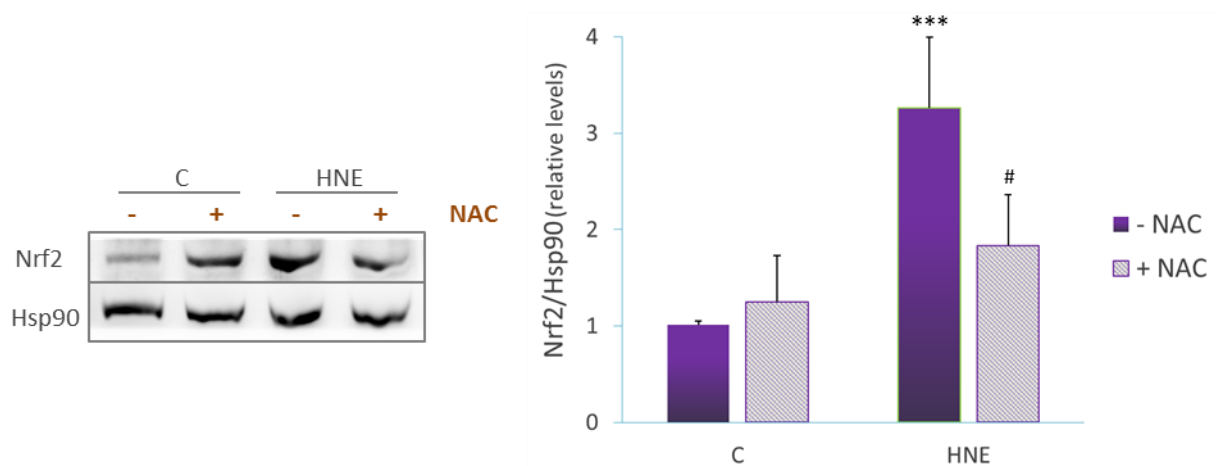 C HNE
- + - + NAC
Nrf2
Hsp90
Nrf2/Hsp90 (relative levels)
4
3
2
1
0
***
#
C HNE
- NAC
+ NAC